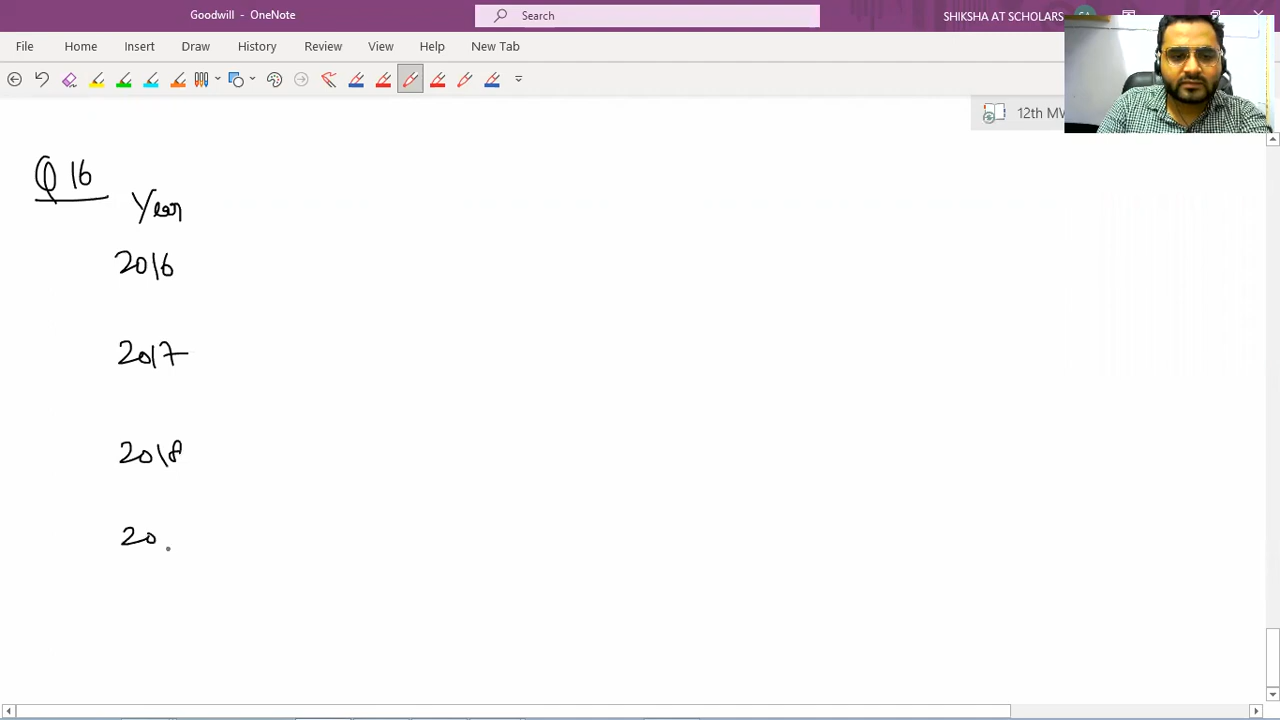 Goodwill - OneNote
Search
SHIKSHA AT SCHOLARS
File Home Insert Draw History Review View Help New Tab
12th MW
Q 16
Year
2016
2017
2018
20